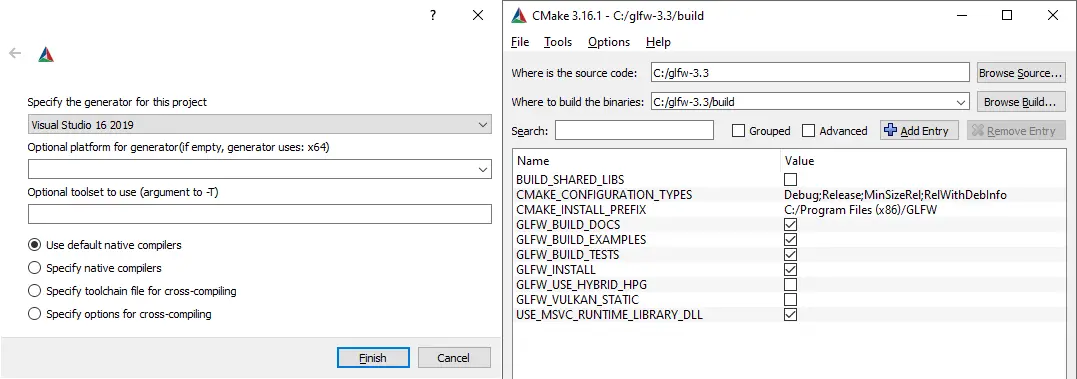 ?
Specify the generator for this project
Visual Studio 16 2019
Optional platform for generator(if empty, generator uses: x64)
Optional toolset to use (argument to -T)
Use default native compilers
Specify native compilers
Specify toolchain file for cross-compiling
Specify options for cross-compiling
Finish
Cancel
CMake 3.16.1 - C:/glfw-3.3/build
File Tools Options Help
Where is the source code: C:/glfw-3.3 Browse Source...
Where to build the binaries: C:/glfw-3.3/build Browse Build...
Search: Grouped Advanced Add Entry Remove Entry
Name Value
BUILD_SHARED_LIBS
CMAKE_CONFIGURATION_TYPES Debug;Release;MinSizeRel;RelWithDebInfo
CMAKE_INSTALL_PREFIX C:/Program Files (x86)/GLFW
GLFW_BUILD_DOCS
GLFW_BUILD_EXAMPLES
GLFW_BUILD_TESTS
GLFW_INSTALL
GLFW_USE_HYBRID_HPG
GLFW_VULKAN_STATIC
USE_MSVC_RUNTIME_LIBRARY_DLL